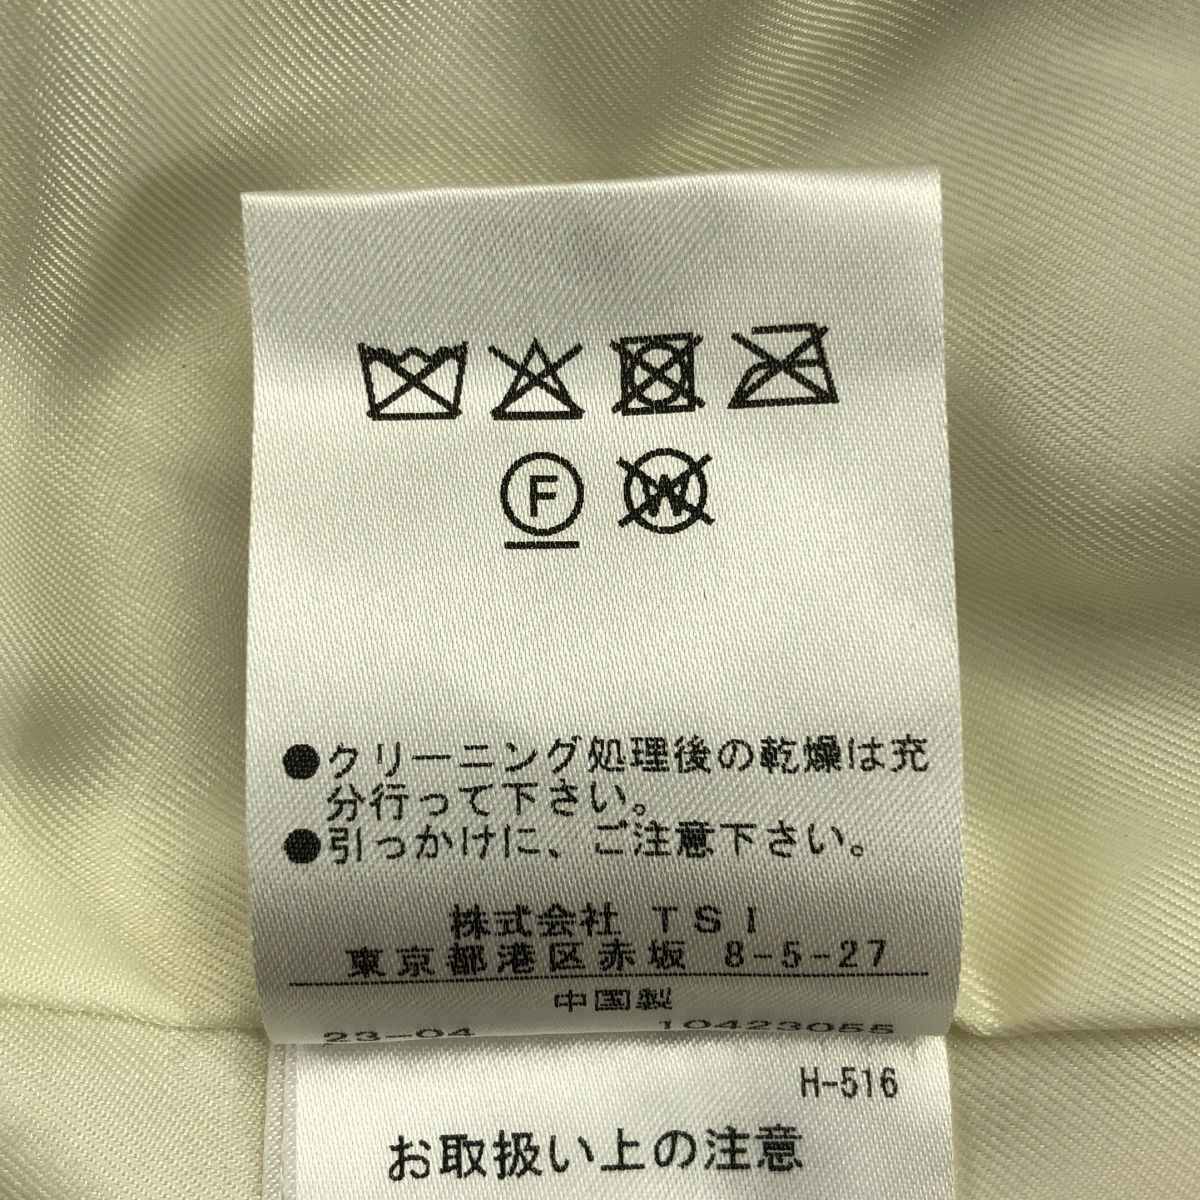 F W
●クリーニング処理後の乾燥は充
分行って下さい。
●引っかけに、ご注意下さい。
株式会社 TSI
東京都港区赤坂 8-5-27
中国製
23-04 10423055
H-516
お取扱い上の注意